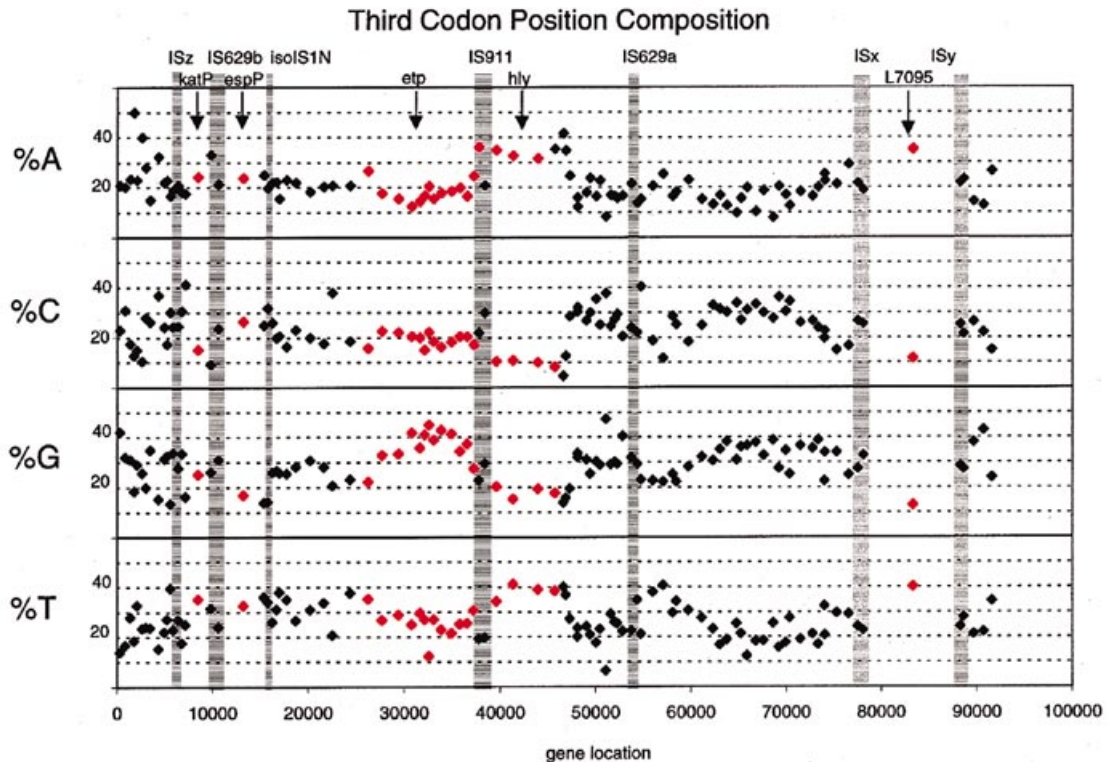 Third Codon Position Composition
ISz IS629b isoIS1N IS911 IS629a ISx ISy
katP espP etp hly L7095
40
%A
20
40
%C
20
40
%G
20
40
%T
20
0 10000 20000 30000 40000 50000 60000 70000 80000 90000 100000
gene location